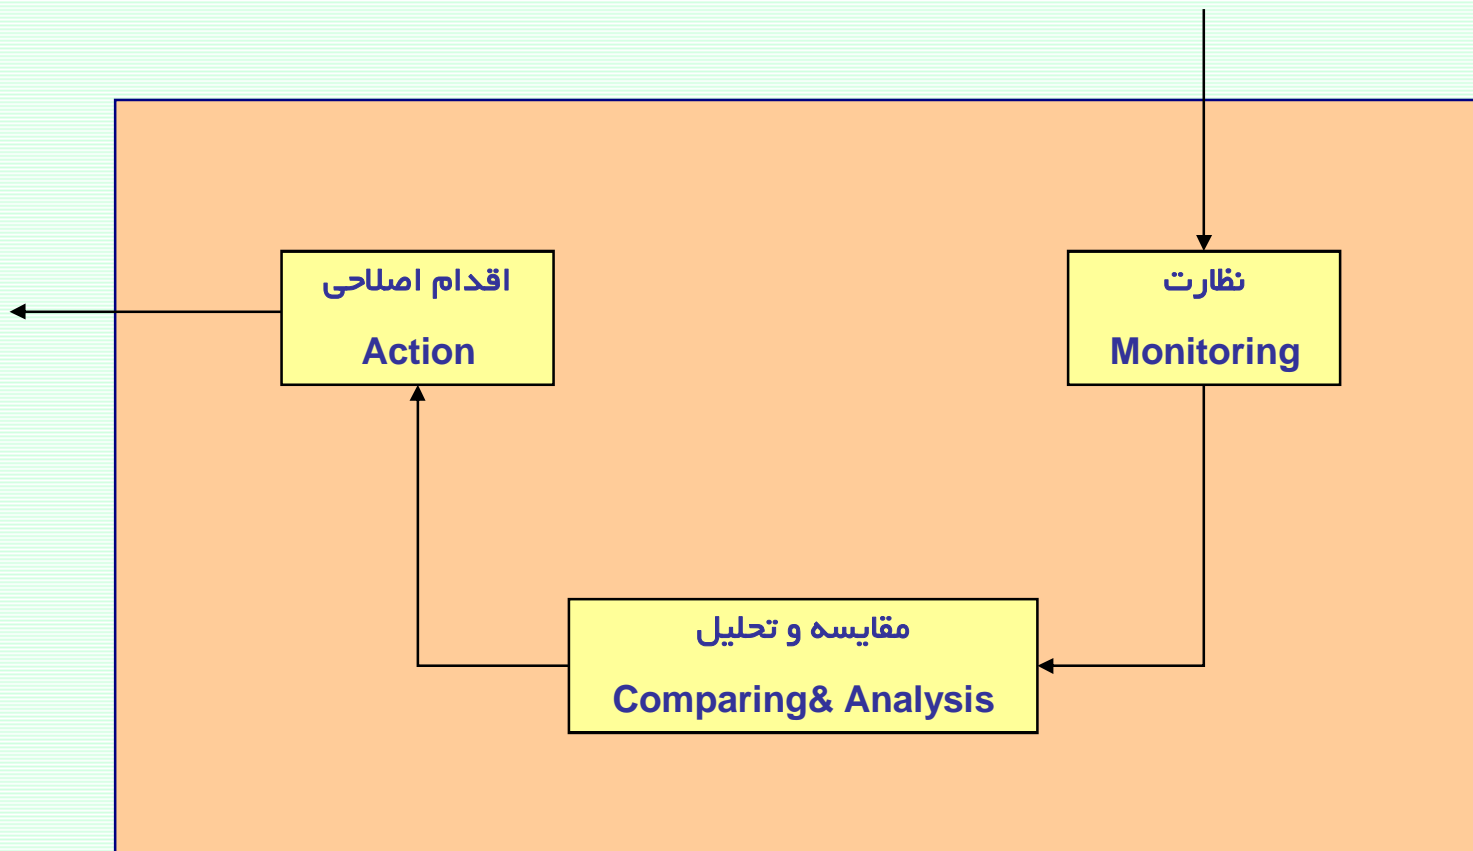 نظارت
Monitoring
مقایسه و تحلیل
Comparing& Analysis
اقدام اصلاحی
Action